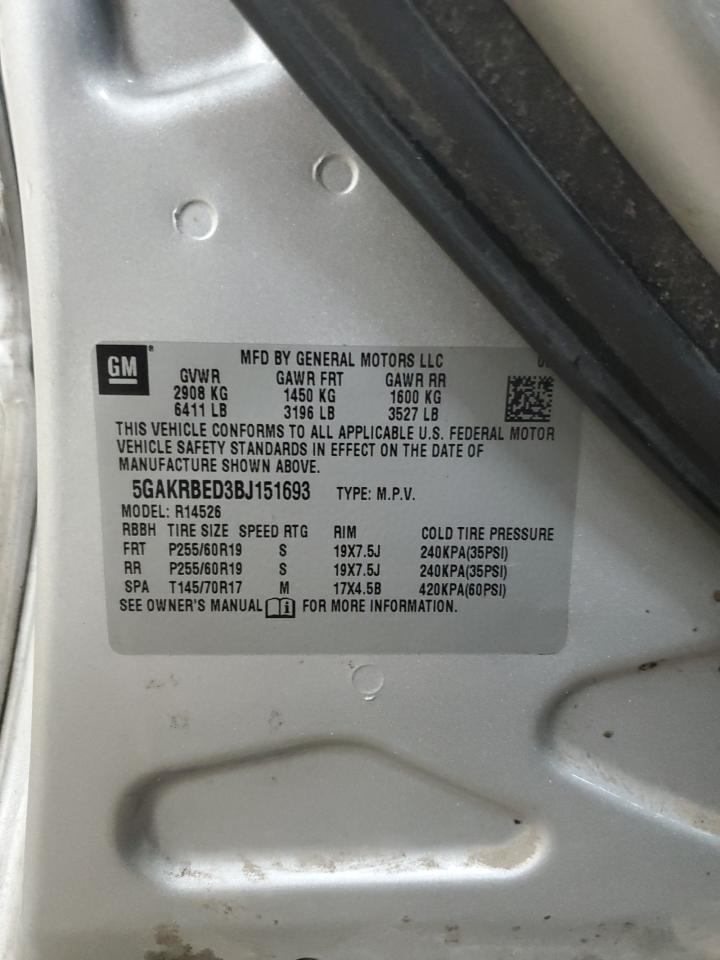 GM
MFD BY GENERAL MOTORS LLC
GVWR GAWR FRT GAWR RR
2908 KG 1450 KG 1600 KG
6411 LB 3196 LB 3527 LB
THIS VEHICLE CONFORMS TO ALL APPLICABLE U.S. FEDERAL MOTOR
VEHICLE SAFETY STANDARDS IN EFFECT ON THE DATE OF
MANUFACTURE SHOWN ABOVE.
5GAKRBED3BJ151693 TYPE: M.P.V.
MODEL: R14526
RBBH TIRE SIZE SPEED RTG RIM COLD TIRE PRESSURE
FRT P255/60R19 S 19X7.5J 240KPA(35PSI)
RR P255/60R19 S 19X7.5J 240KPA(35PSI)
SPA T145/70R17 M 17X4.5B 420KPA(60PSI)
SEE OWNER'S MANUAL FOR MORE INFORMATION.